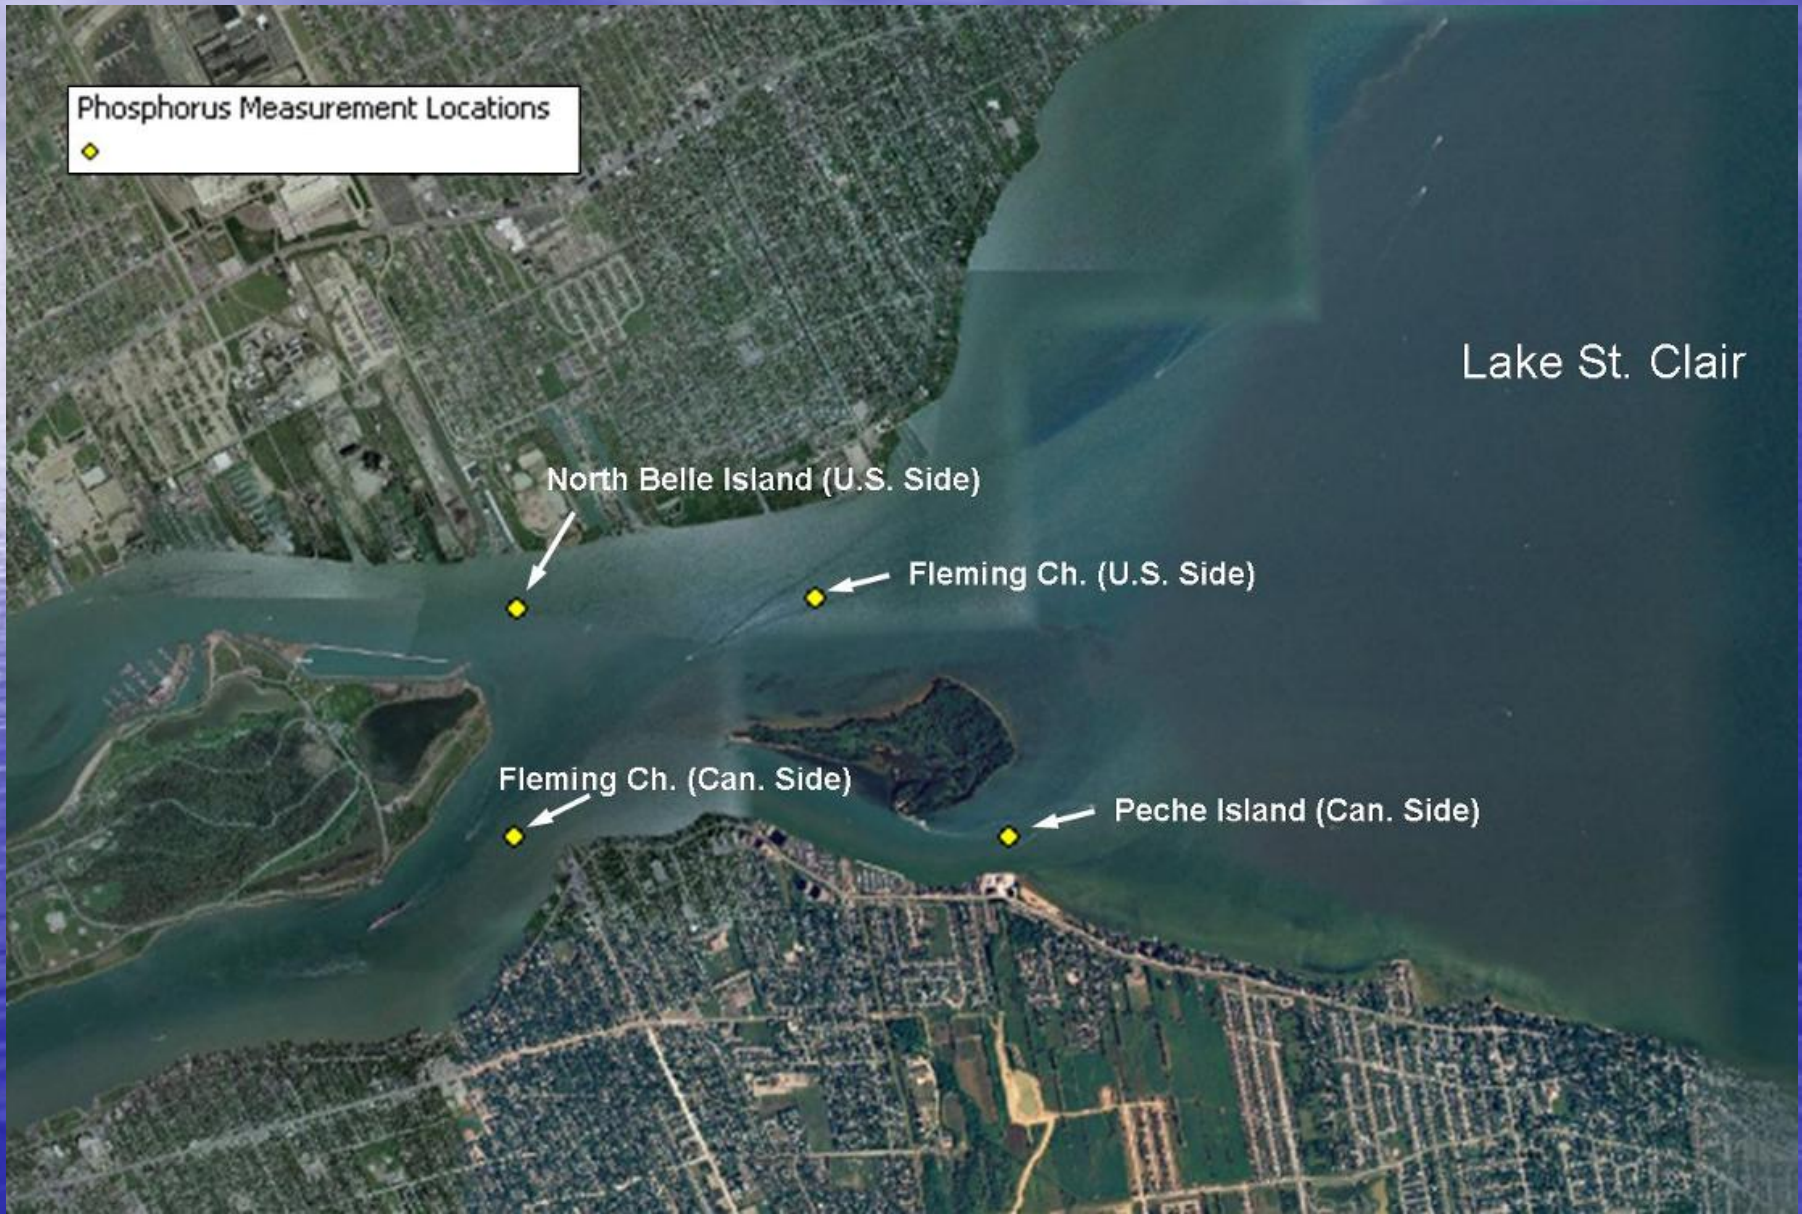 Phosphorus Measurement Locations
Lake St. Clair
North Belle Island (U.S. Side)
Fleming Ch. (U.S. Side)
Fleming Ch. (Can. Side)
Peche Island (Can. Side)